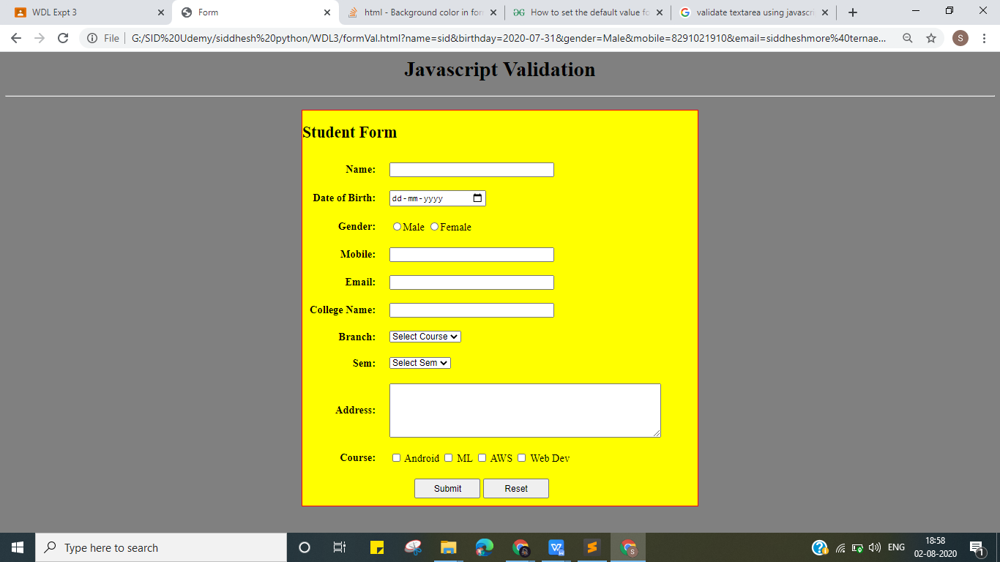 WDL Expt 3
Form
html - Background color in for
How to set the default value fo
validate textarea using javascri
File
G:/SID%20Udemy/siddhesh%20python/WDL3/formVal.html?name=sid&birthday=2020-07-31&gender=Male&mobile=8291021910&email=siddheshmore%40ternae...
S
Javascript Validation
Student Form
Name:
Date of Birth: dd-mm-yyyy
Gender: Male Female
Mobile:
Email:
College Name:
Branch: Select Course
Sem: Select Sem
Address:
Course: Android ML AWS Web Dev
Submit Reset
Type here to search
ENG
18:58
02-08-2020
1